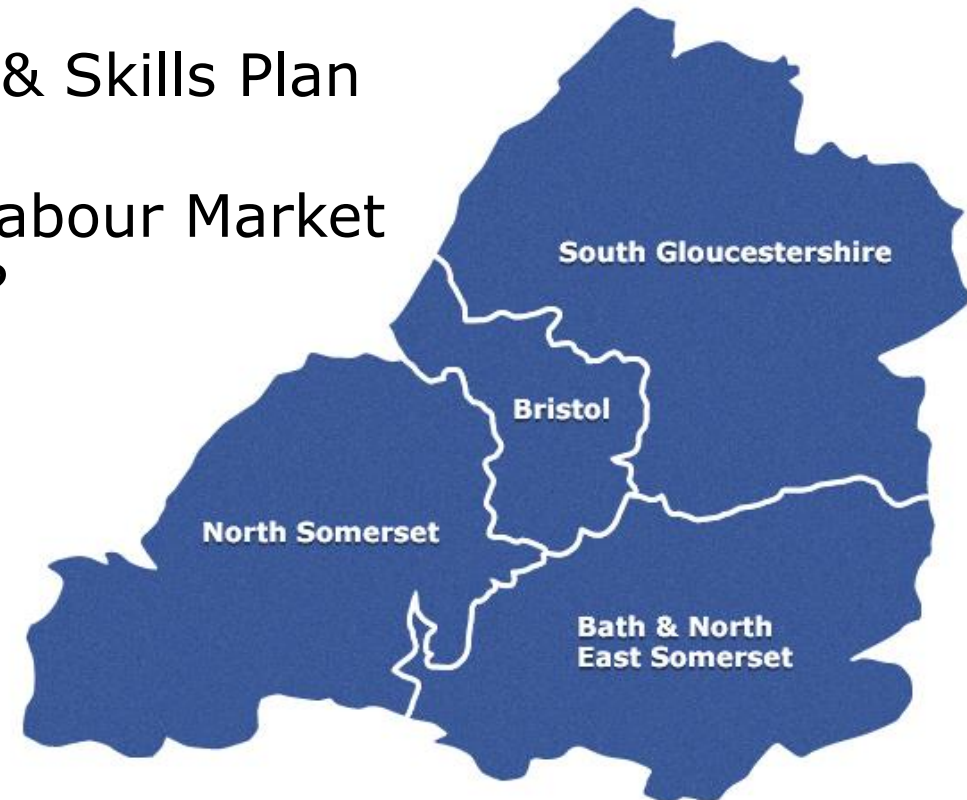 & Skills Plan
abour Market
?
South Gloucestershire
Bristol
North Somerset
Bath & North
East Somerset